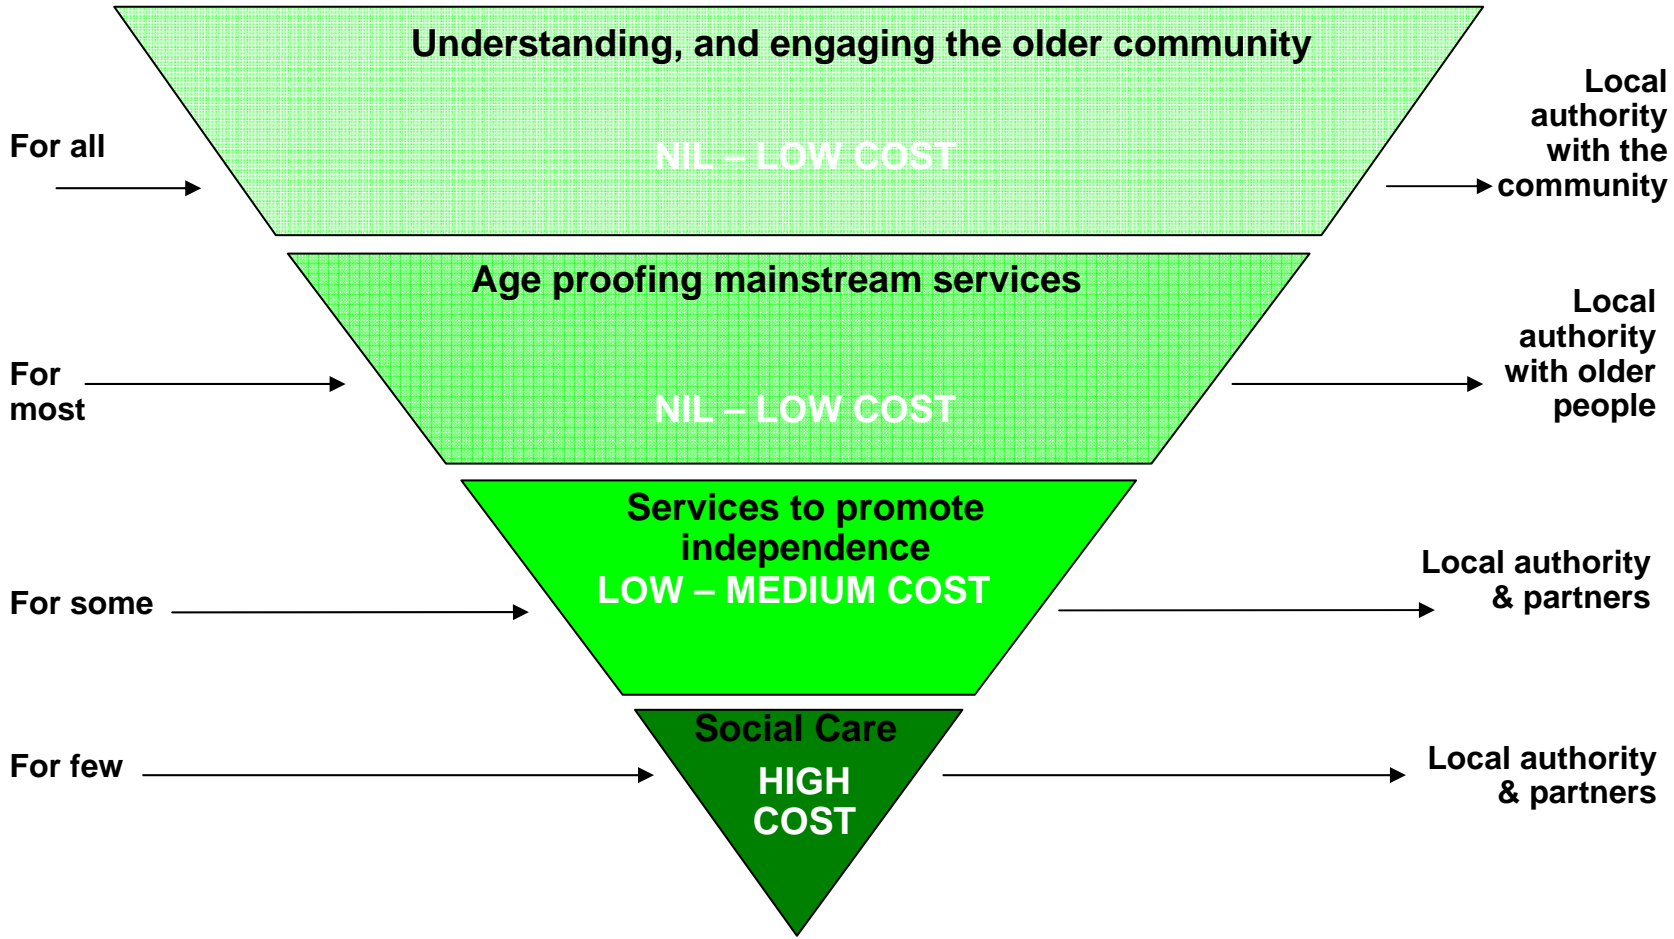 Understanding, and engaging the older community
For all
NIL – LOW COST
Local
authority
with the
community
Age proofing mainstream services
For
most
NIL – LOW COST
Local
authority
with older
people
Services to promote
independence
LOW – MEDIUM COST
For some
Local authority
& partners
Social Care
For few
HIGH
COST
Local authority
& partners